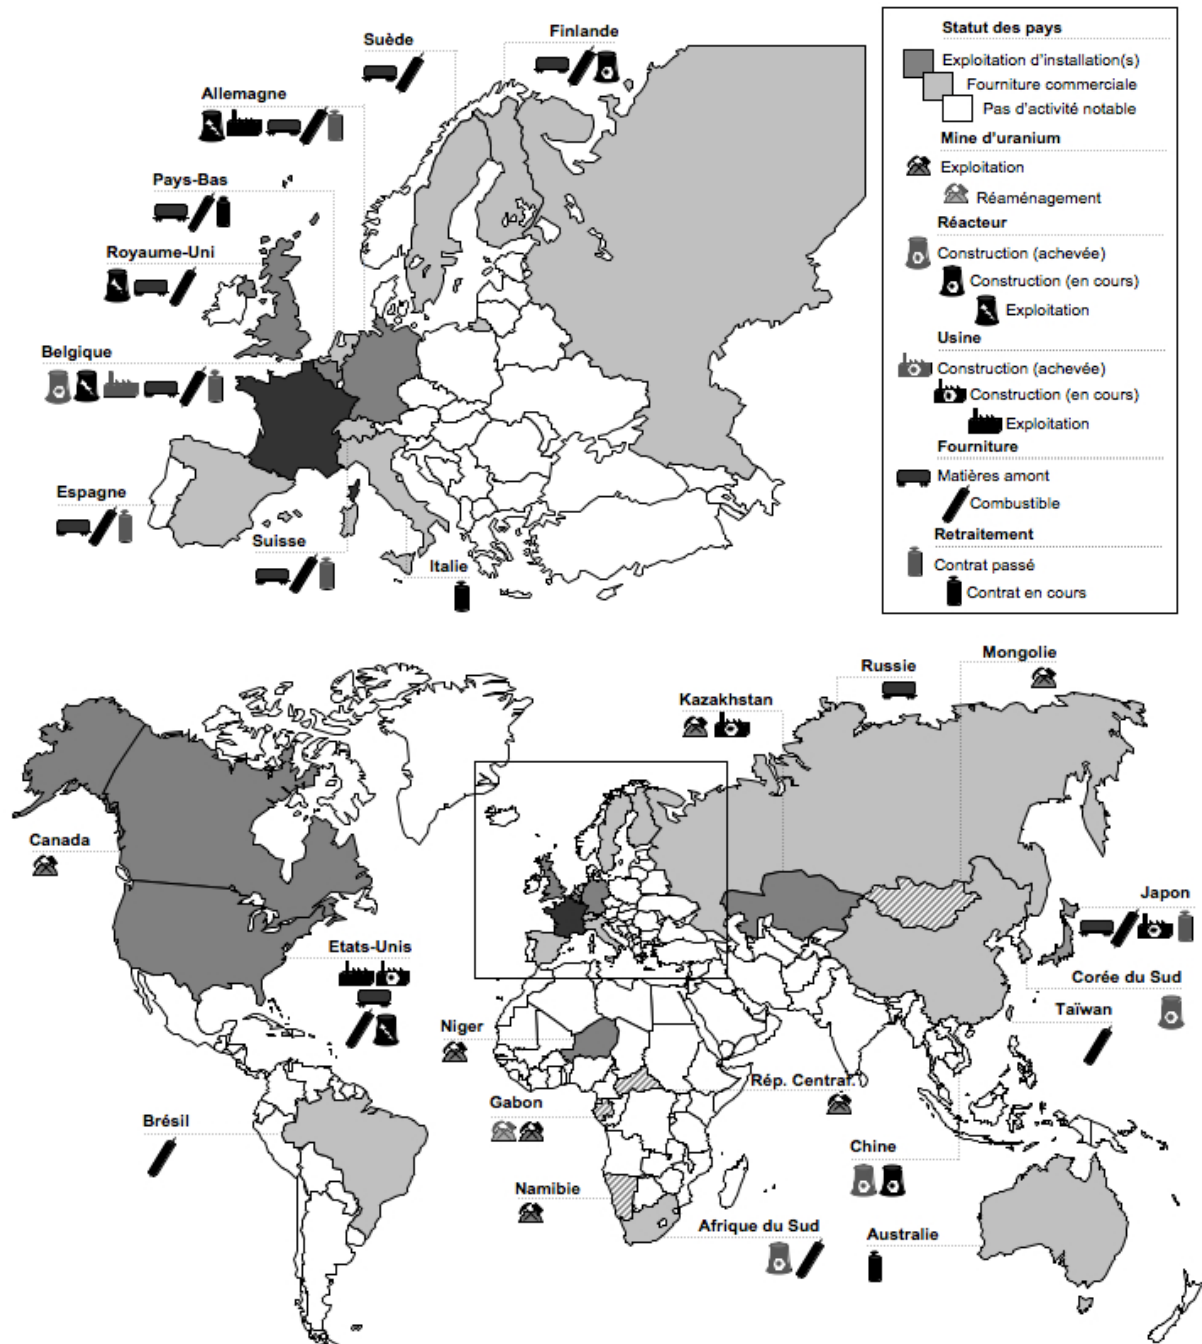 Suède
Finlande
Allemagne
Pays-Bas
Royaume-Uni
Belgique
Espagne
Suisse
Italie
Statut des pays
Exploitation d'installation(s)
Fourniture commerciale
Pas d'activité notable
Mine d'uranium
Exploitation
Réaménagement
Réacteur
Construction (achevée)
Construction (en cours)
Exploitation
Usine
Construction (achevée)
Construction (en cours)
Exploitation
Fourniture
Matières amont
Combustible
Retraitement
Contrat passé
Contrat en cours
Mongolie
Russie
Kazakhstan
Canada
Japon
Etats-Unis
Corée du Sud
Taïwan
Niger
Rép. Centraf.
Gabon
Brésil
Chine
Namibie
Afrique du Sud
Australie